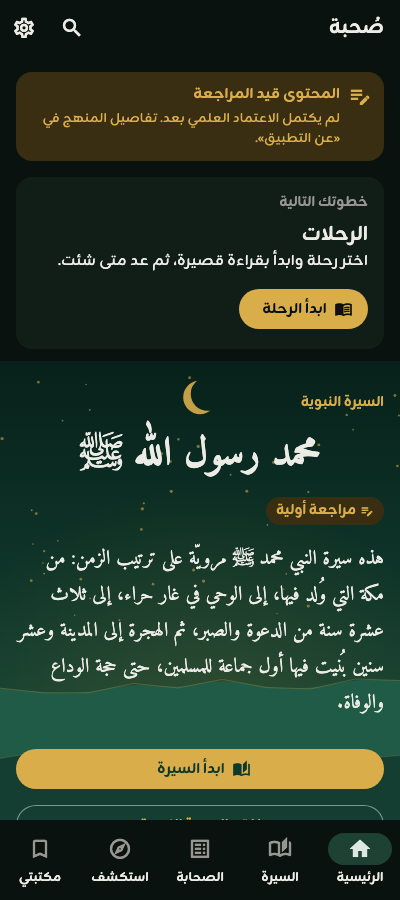 صُحبة
المحتوى قيد المراجعة
لم يكتمل الاعتماد العلمي بعد. تفاصيل المنهج في
«عن التطبيق».
خطوتك التالية
الرحلات
اختر رحلة وابدأ بقراءة قصيرة، ثم عد متى شئت.
ابدأ الرحلة
السيرة النبوية
محمد رسول الله ﷺ
مراجعة أولية
هذه سيرة النبي محمد ﷺ مرويّة على ترتيب الزمن: من
مكة التي وُلد فيها، إلى الوحي في غار حراء، إلى ثلاث
عشرة سنة من الدعوة والصبر، ثم الهجرة إلى المدينة وعشر
سنين بُنيت فيها أول جماعة للمسلمين، حتى حجة الوداع
والوفاة.
ابدأ السيرة
الرئيسية
السيرة
الصحابة
استكشف
مكتبتي